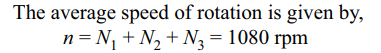 The average speed of rotation is given by,
n = N₁ + N₂ + N₃ = 1080 rpm